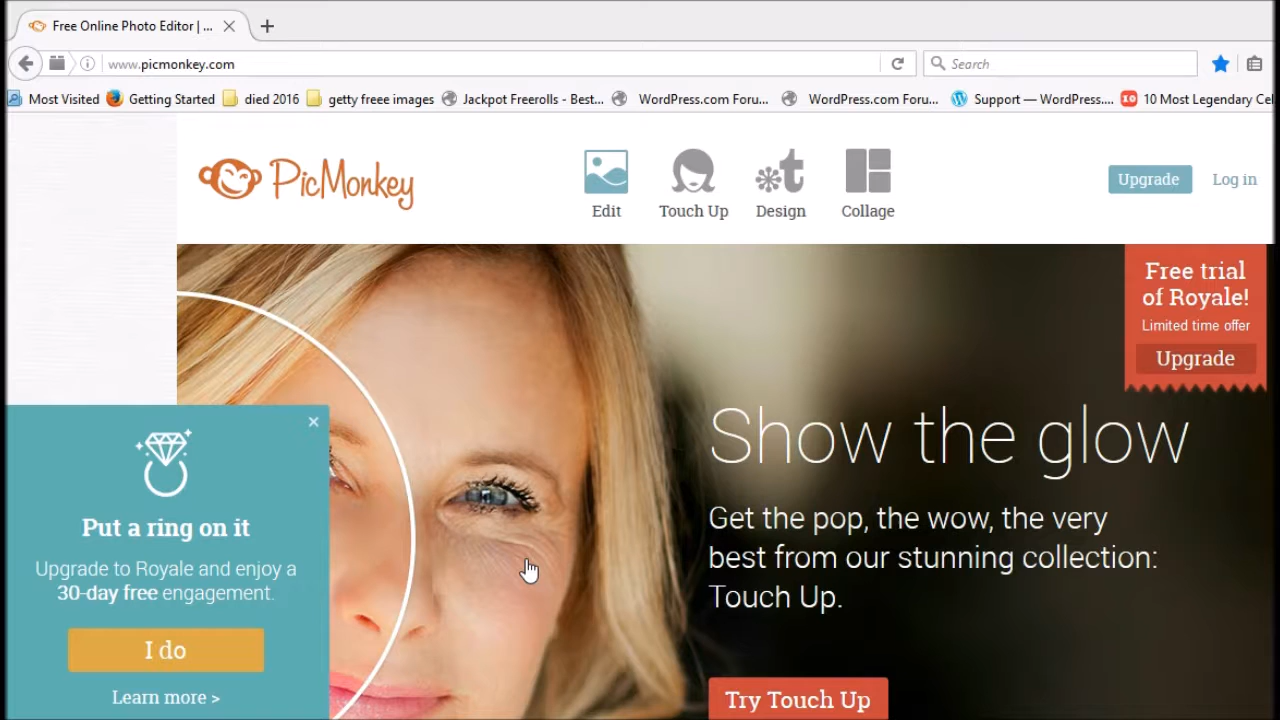 Free Online Photo Editor | ...
www.picmonkey.com
Search
Most Visited Getting Started died 2016 getty freee images Jackpot Freerolls - Best... WordPress.com Foru... WordPress.com Foru... Support — WordPress.... 10 10 Most Legendary Cel
PicMonkey
t
Edit Touch Up Design Collage
Upgrade Log in
Free trial
of Royale!
Limited time offer
Upgrade
Show the glow
Get the pop, the wow, the very
best from our stunning collection:
Touch Up.
Try Touch Up
×
Put a ring on it
Upgrade to Royale and enjoy a
30-day free engagement.
I do
Learn more >